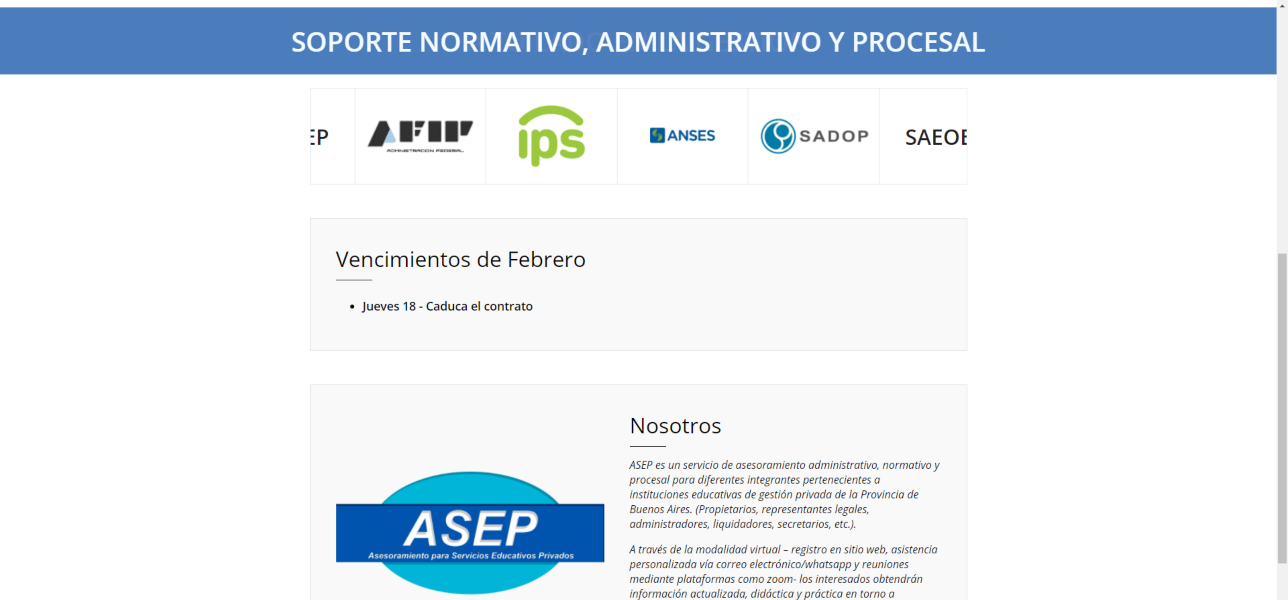 SOPORTE NORMATIVO, ADMINISTRATIVO Y PROCESAL
EP
AFIP
ADMINISTRACION FEDERAL
ips
ANSES
SADOP
SAEOE
Vencimientos de Febrero
• Jueves 18 - Caduca el contrato
Nosotros
ASEP es un servicio de asesoramiento administrativo, normativo y
procesal para diferentes integrantes pertenecientes a
instituciones educativas de gestión privada de la Provincia de
Buenos Aires. (Propietarios, representantes legales,
administradores, liquidadores, secretarios, etc.).
A través de la modalidad virtual – registro en sitio web, asistencia
personalizada vía correo electrónico/whatsapp y reuniones
mediante plataformas como zoom- los interesados obtendrán
información actualizada, didáctica y práctica en torno a
ASEP
Asesoramiento para Servicios Educativos Privados